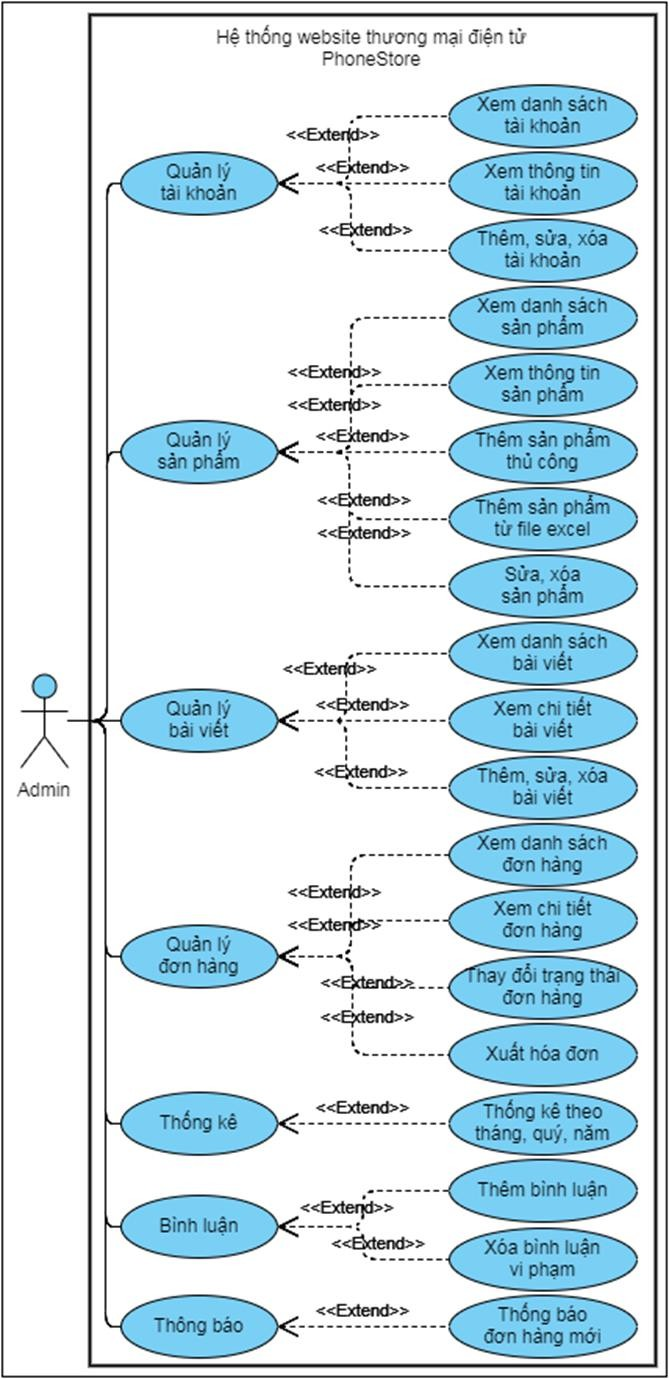 Hệ thống website thương mại điện tử
PhoneStore
Xem danh sách
tài khoản
<<Extend>>
Quản lý
tài khoản
<<Extend>>
Xem thông tin
tài khoản
<<Extend>>
Thêm, sửa, xóa
tài khoản
Xem danh sách
sản phẩm
<<Extend>>
Xem thông tin
sản phẩm
<<Extend>>
Quản lý
sản phẩm
<<Extend>>
Thêm sản phẩm
thủ công
<<Extend>>
Thêm sản phẩm
từ file excel
<<Extend>>
Sửa, xóa
sản phẩm
Xem danh sách
bài viết
<<Extend>>
Admin
Quản lý
bài viết
<<Extend>>
Xem chi tiết
bài viết
<<Extend>>
Thêm, sửa, xóa
bài viết
Xem danh sách
đơn hàng
<<Extend>>
Xem chi tiết
đơn hàng
<<Extend>>
Quản lý
đơn hàng
<<Extend>>
Thay đổi trạng thái
đơn hàng
<<Extend>>
Xuất hóa đơn
Thống kê
<<Extend>>
Thống kê theo
tháng, quý, năm
Thêm bình luận
<<Extend>>
Bình luận
<<Extend>>
Xóa bình luận
vi phạm
Thông báo
<<Extend>>
Thống báo
đơn hàng mới